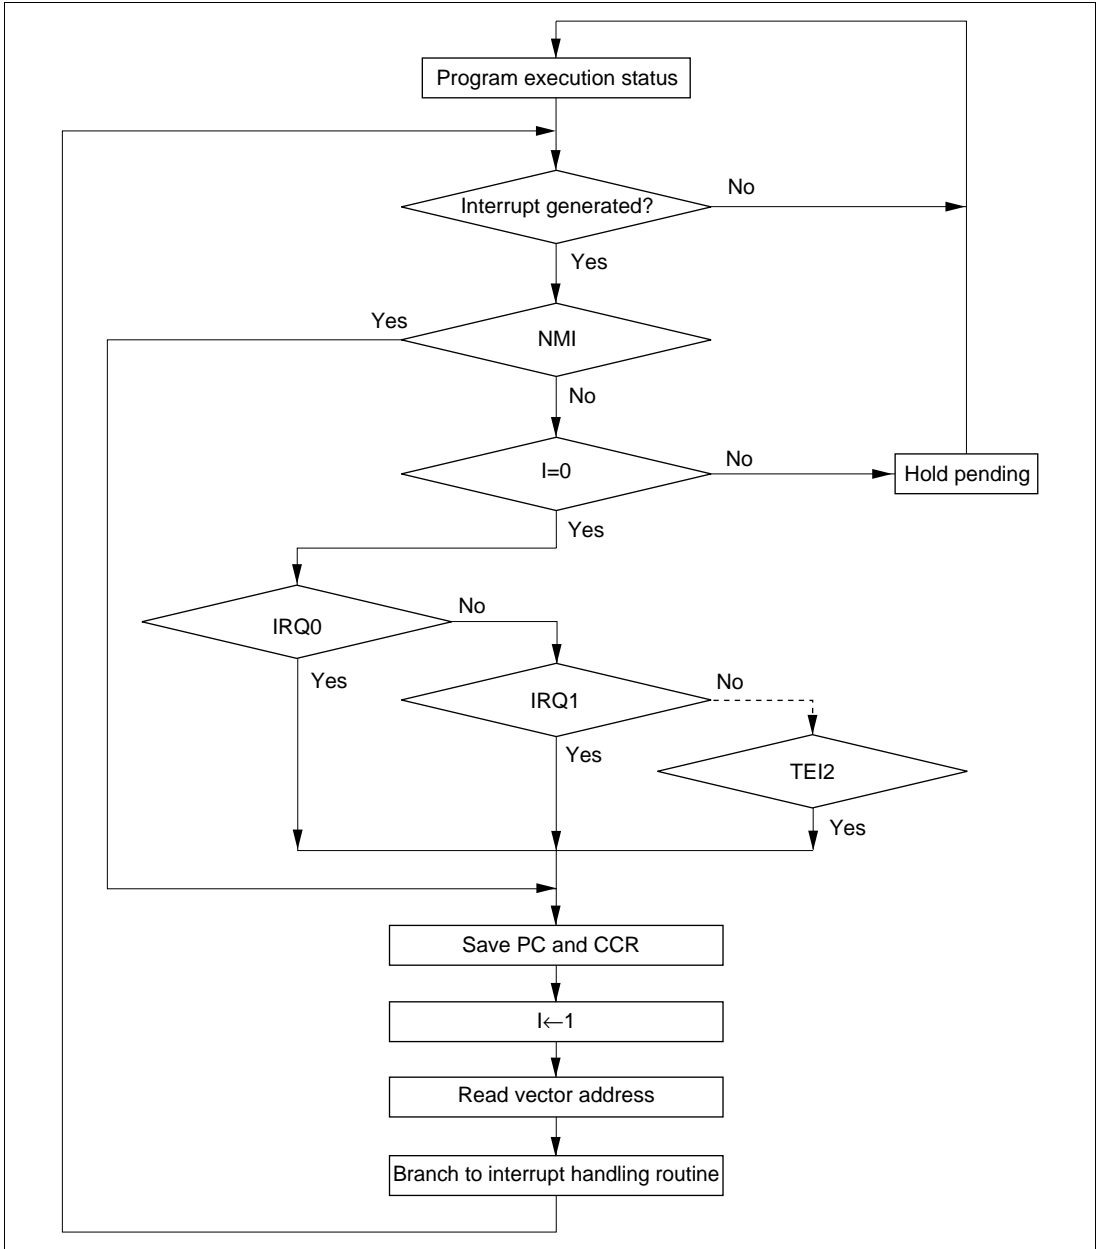 Program execution status
Interrupt generated?
No
Yes
Yes
NMI
No
I=0
No
Hold pending
Yes
IRQ0
No
Yes
IRQ1
No
Yes
TEI2
Yes
Save PC and CCR
I←1
Read vector address
Branch to interrupt handling routine